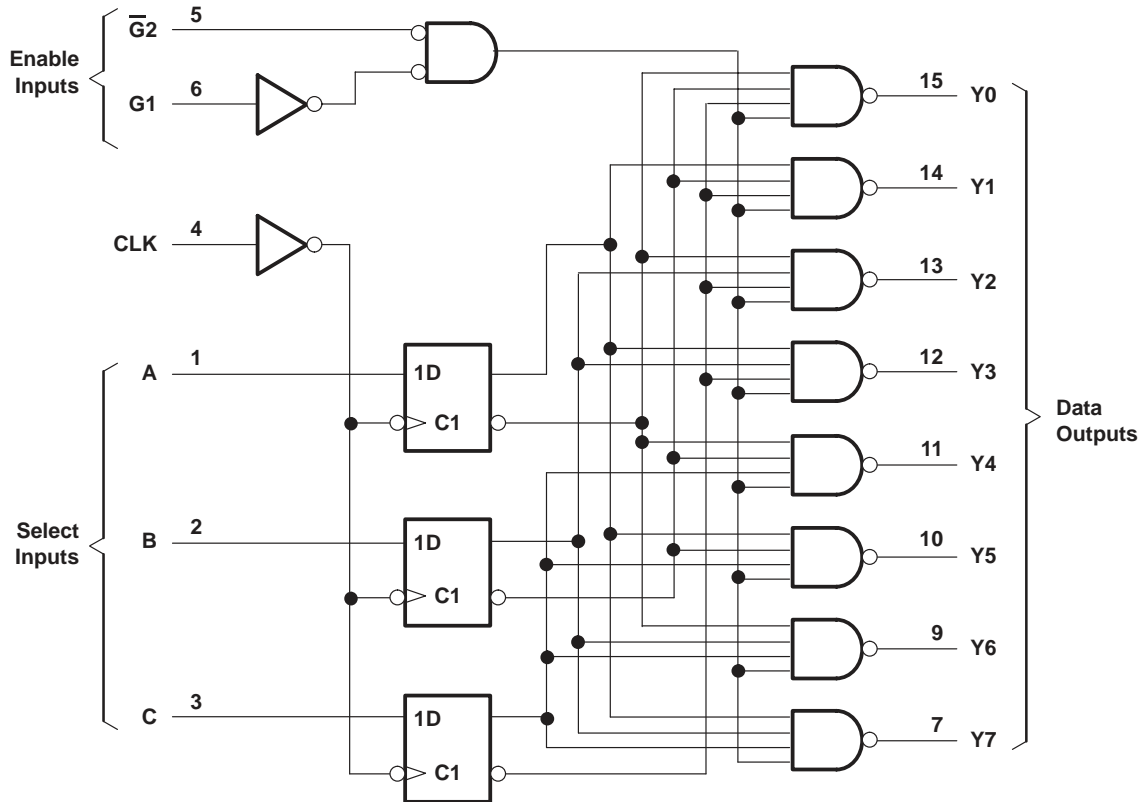 G̅2 5
Enable
Inputs
G1 6
CLK 4
A 1
1D
C1
Select
Inputs
B 2
1D
C1
C 3
1D
C1
15 Y0
14 Y1
13 Y2
12 Y3
11 Y4
10 Y5
9 Y6
7 Y7
Data
Outputs